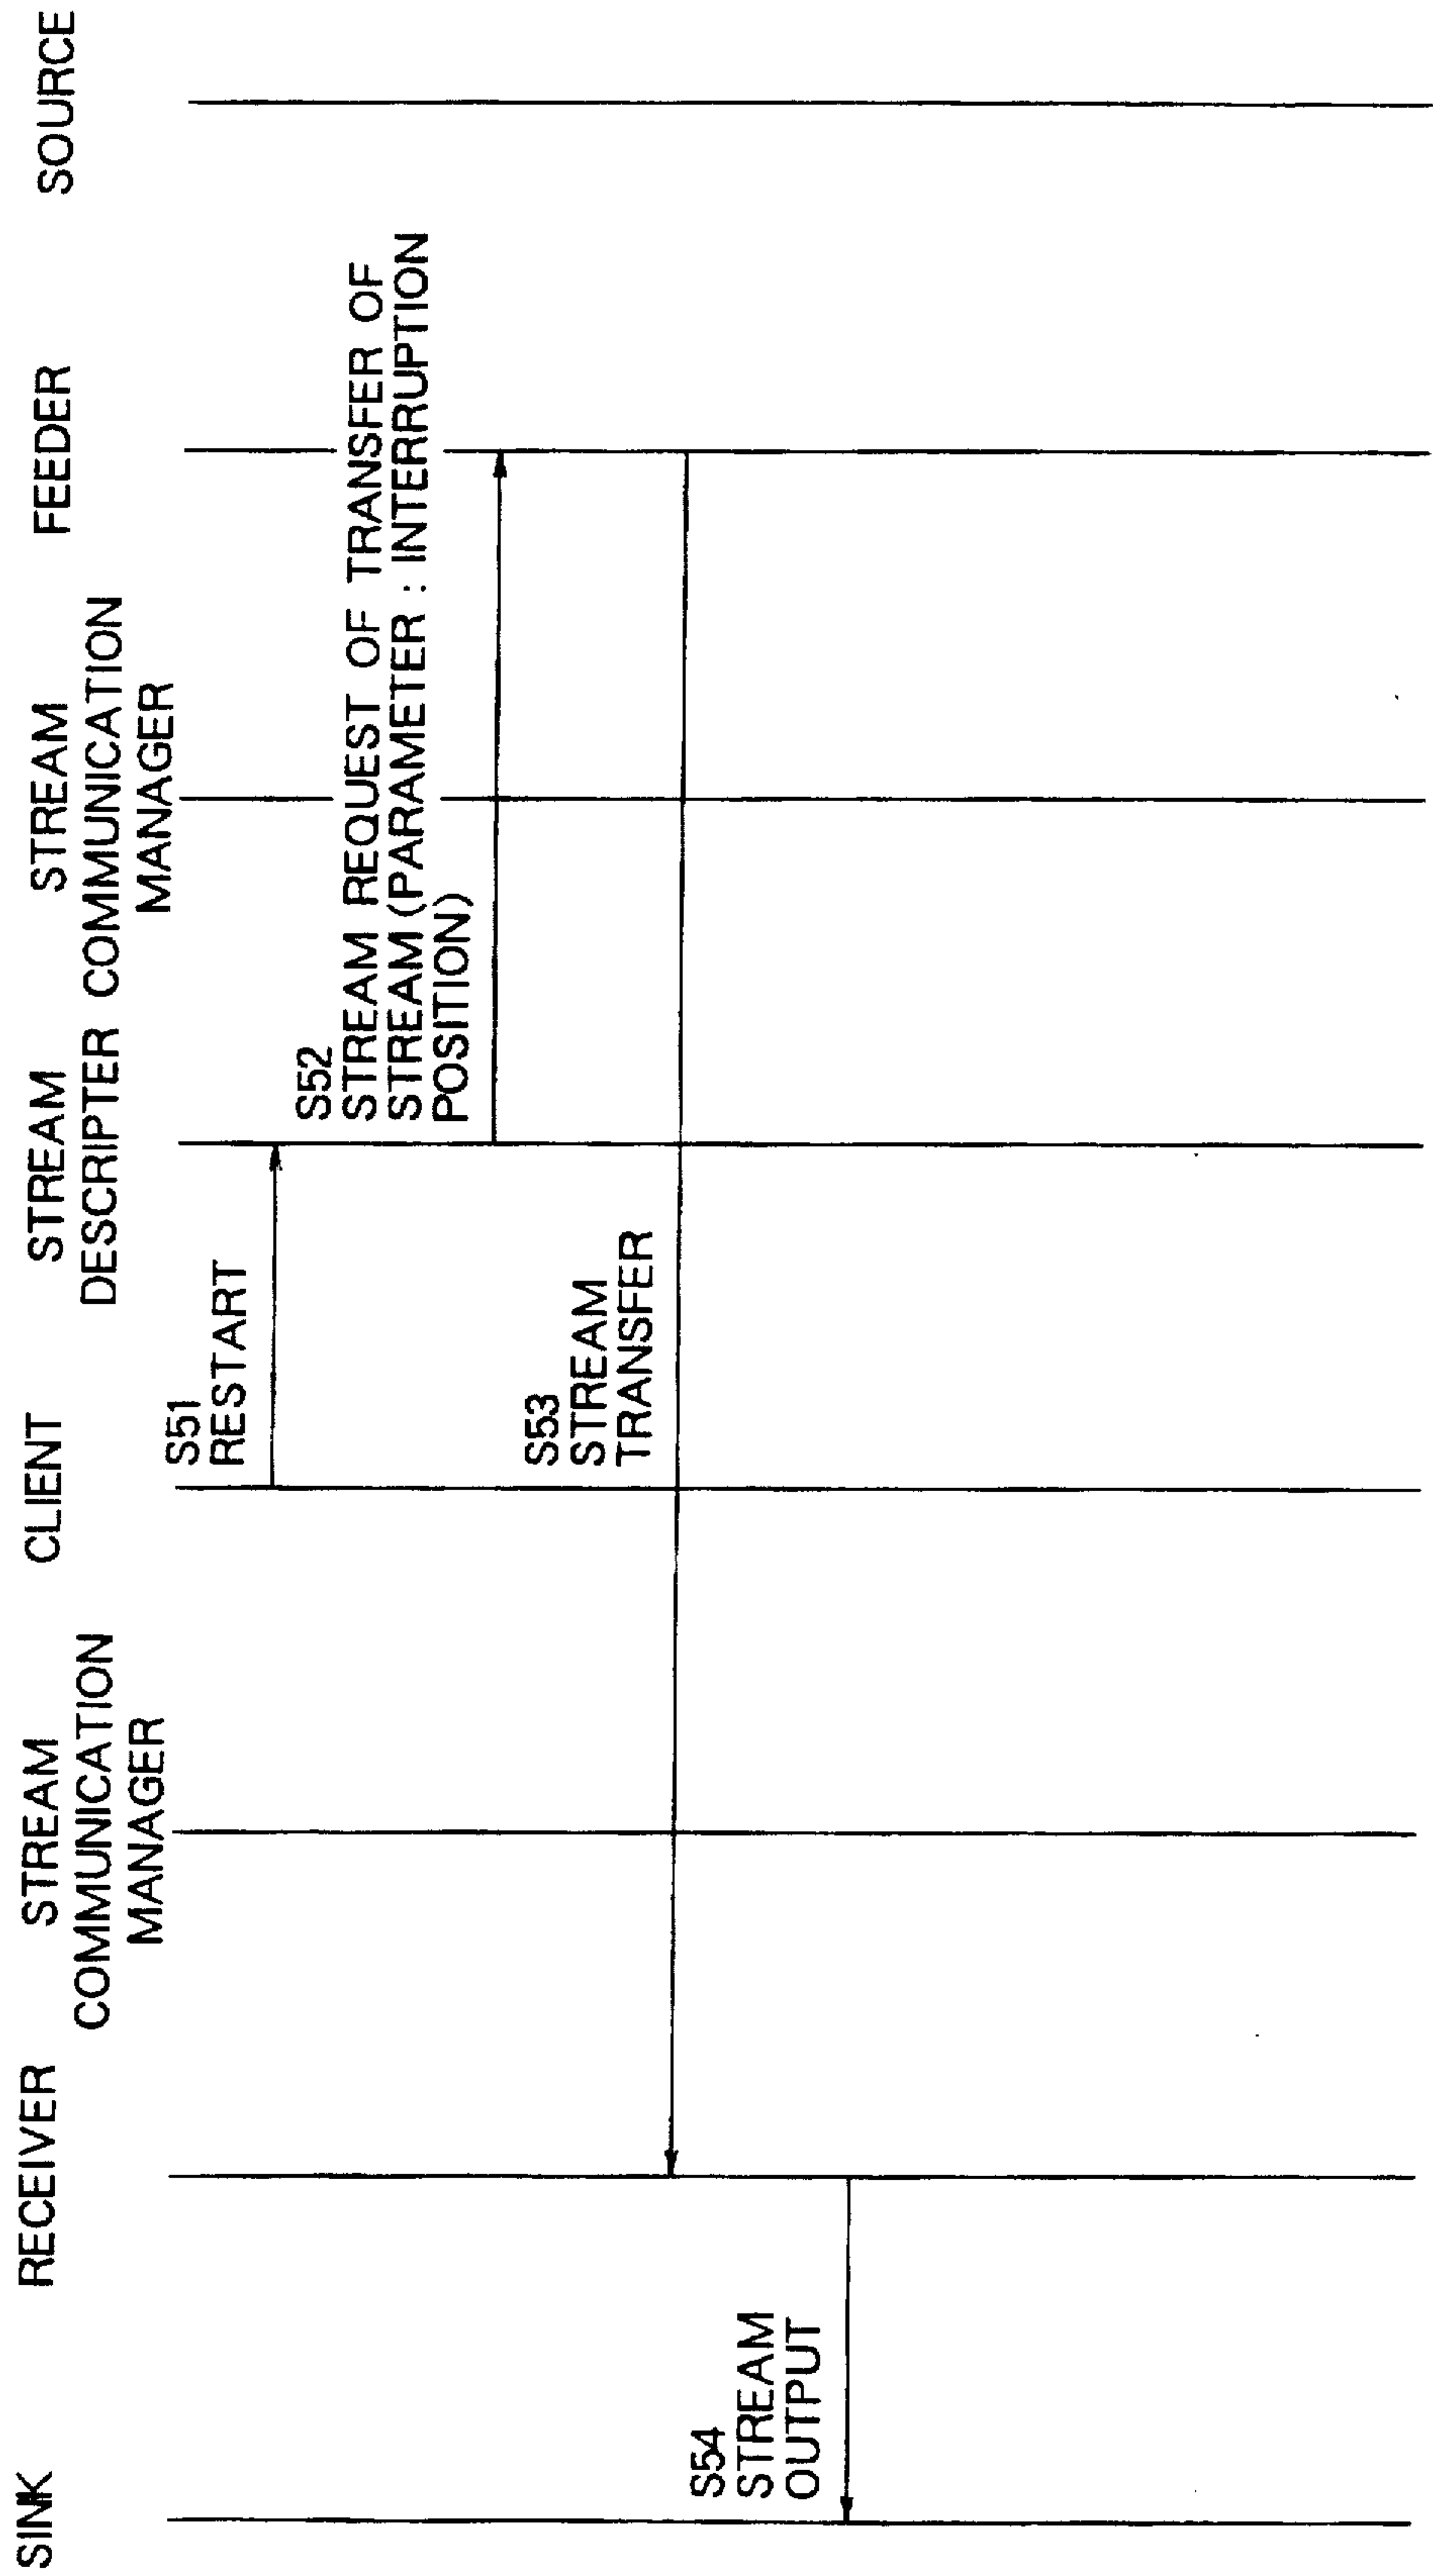 SINK
RECEIVER
STREAM
COMMUNICATION
MANAGER
CLIENT
STREAM
DESCRIPTER
STREAM
COMMUNICATION
MANAGER
FEEDER
SOURCE
S51
RESTART
S52
STREAM REQUEST OF TRANSFER OF
STREAM (PARAMETER : INTERRUPTION
POSITION)
S53
STREAM
TRANSFER
S54
STREAM
OUTPUT